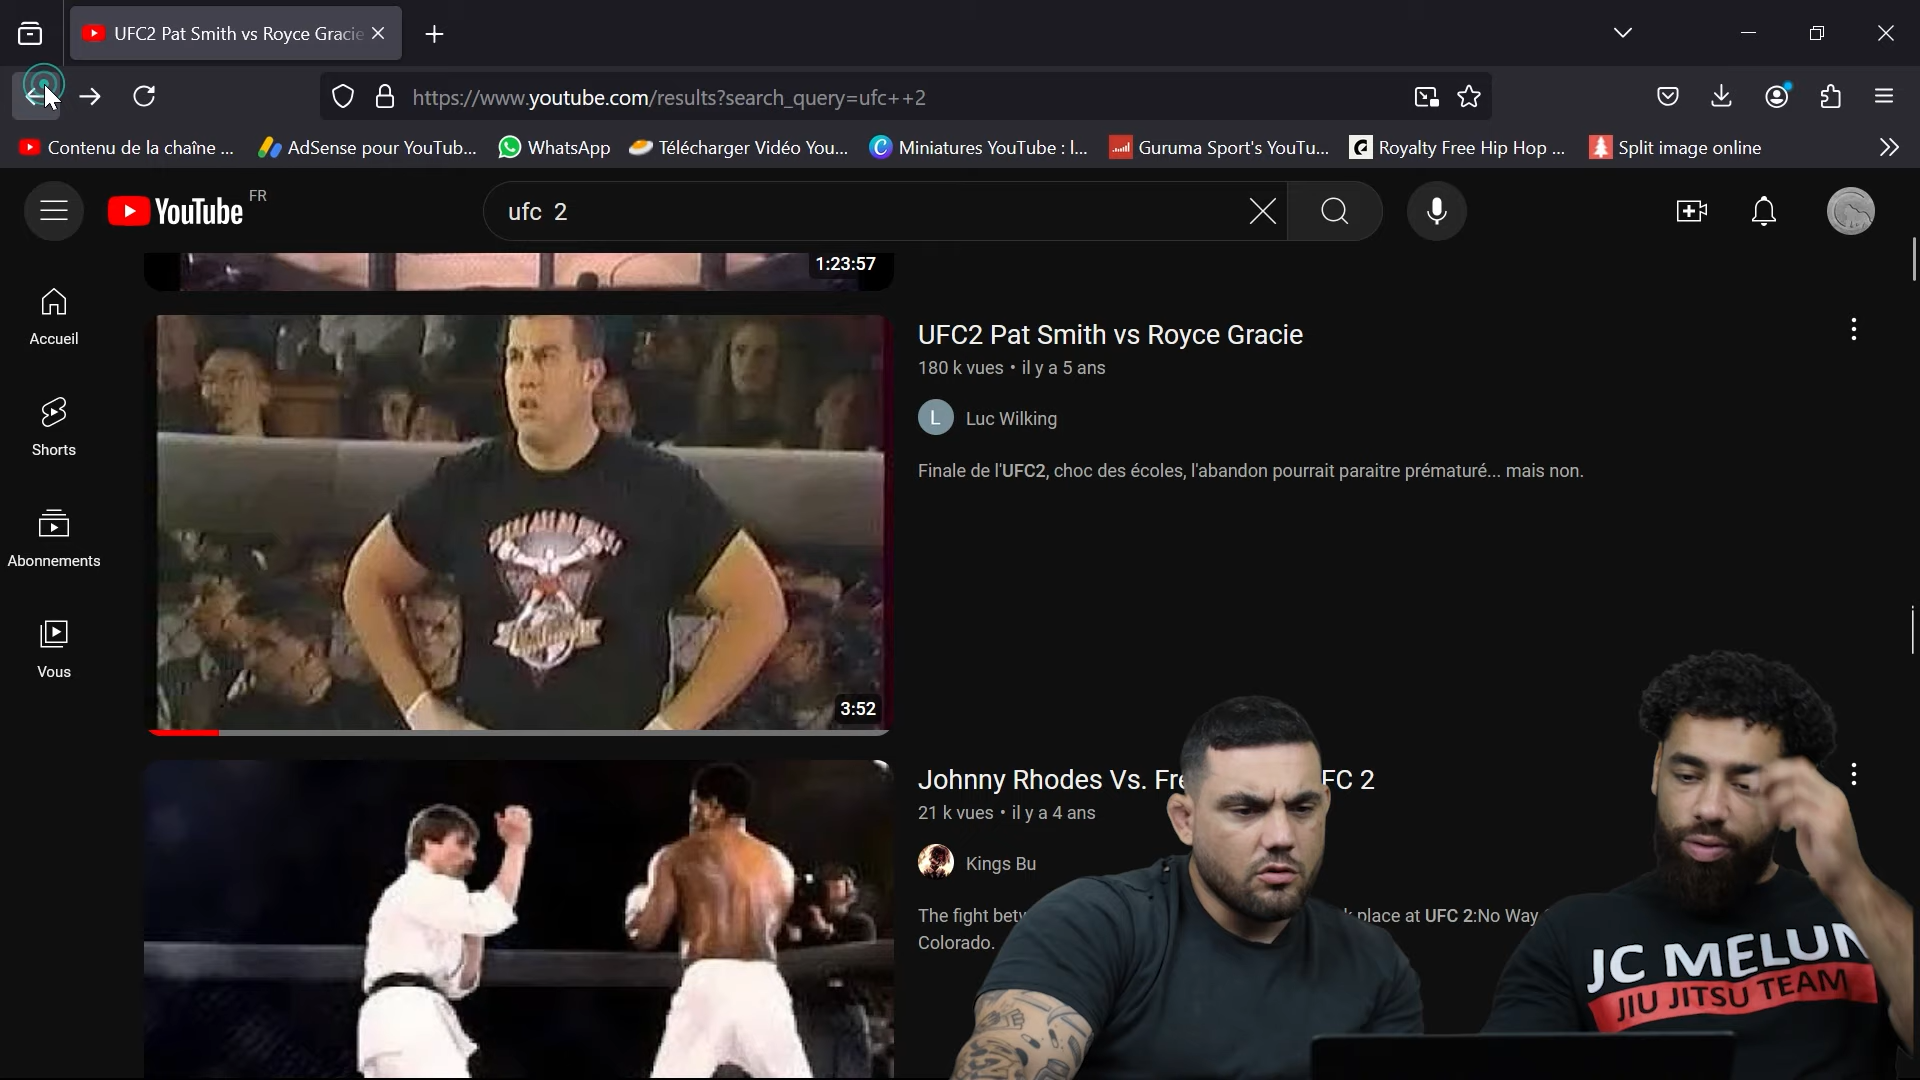 UFC2 Pat Smith vs Royce Gracie
https://www.youtube.com/results?search_query=ufc++2
Contenu de la chaîne ...
AdSense pour YouTub...
WhatsApp
Télécharger Vidéo You...
Miniatures YouTube : l...
Guruma Sport's YouTu...
Royalty Free Hip Hop ...
Split image online
YouTube FR
ufc 2
1:23:57
Accueil
Shorts
Abonnements
Vous
3:52
UFC2 Pat Smith vs Royce Gracie
180 k vues • il y a 5 ans
L
Luc Wilking
Finale de l'UFC2, choc des écoles, l'abandon pourrait paraitre prématuré... mais non.
Johnny Rhodes Vs. Fre FC 2
21 k vues • il y a 4 ans
Kings Bu
The fight bet place at UFC 2:No Way
Colorado.
JC MELUN
JIU JITSU TEAM